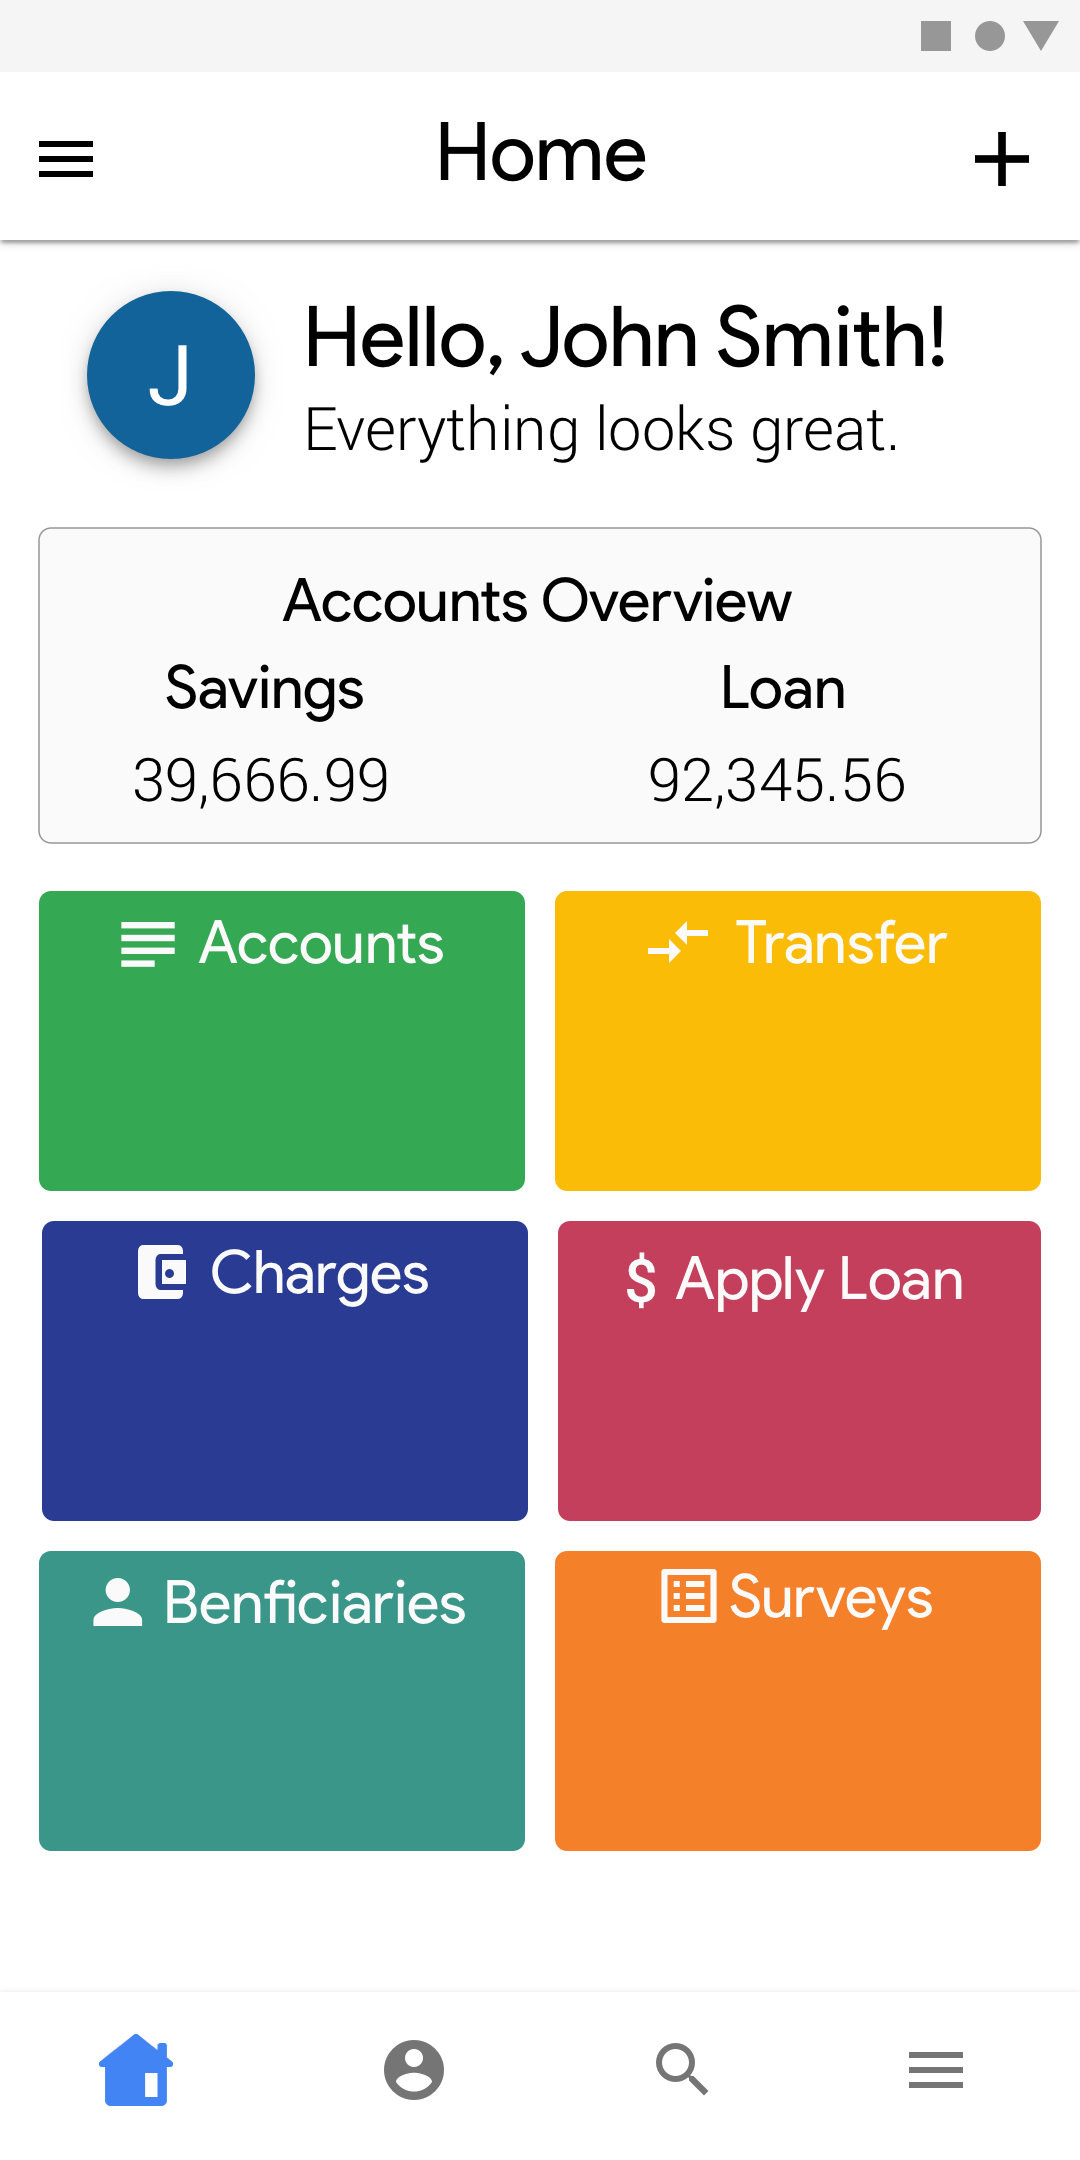 Home
J
Hello, John Smith!
Everything looks great.
Accounts Overview
Savings
Loan
39,666.99
92,345.56
Accounts
Transfer
Charges
$ Apply Loan
Benficiaries
Surveys